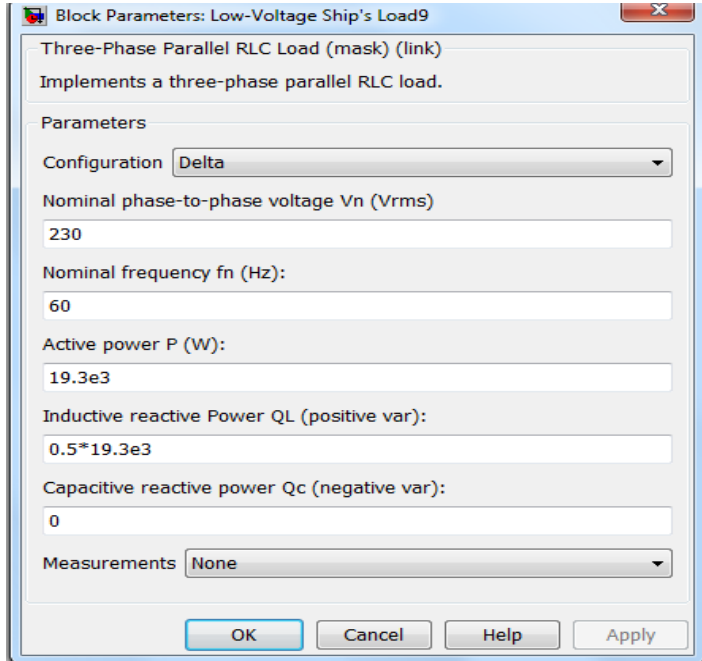 Block Parameters: Low-Voltage Ship's Load9
Three-Phase Parallel RLC Load (mask) (link)
Implements a three-phase parallel RLC load.
Parameters
Configuration Delta
Nominal phase-to-phase voltage Vn (Vrms)
230
Nominal frequency fn (Hz):
60
Active power P (W):
19.3e3
Inductive reactive Power QL (positive var):
0.5*19.3e3
Capacitive reactive power Qc (negative var):
0
Measurements None
OK Cancel Help Apply